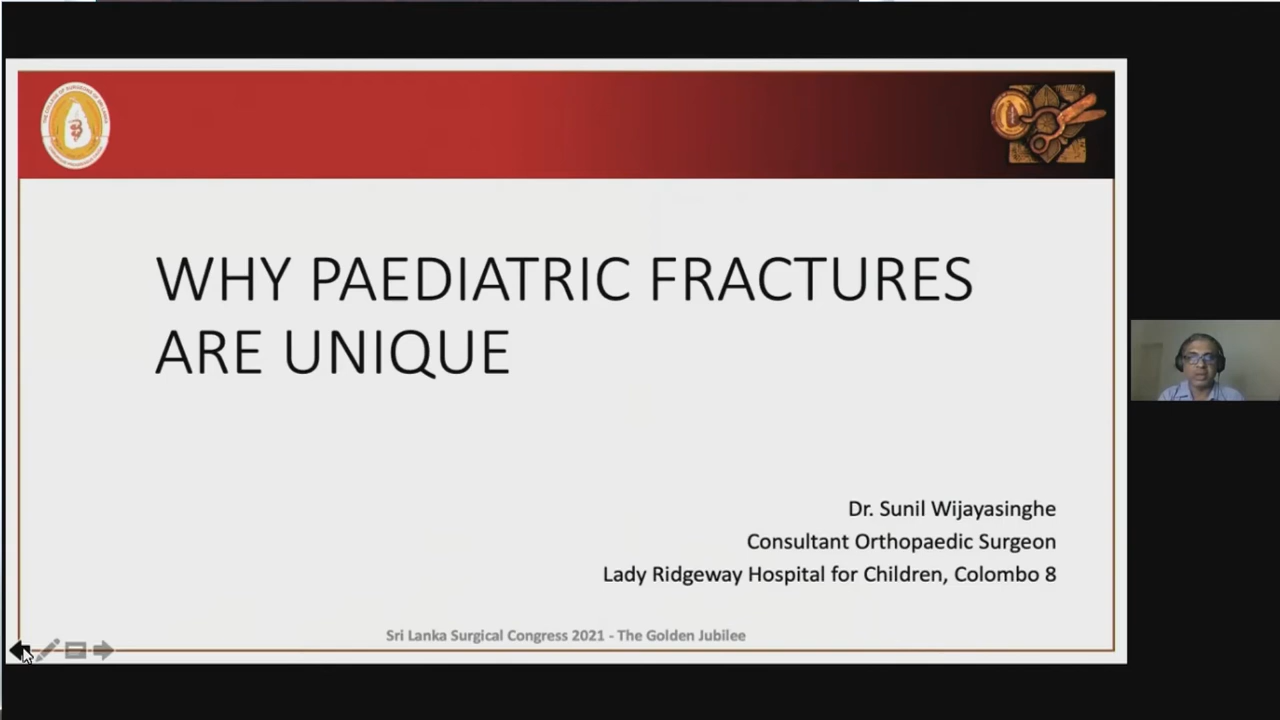 WHY PAEDIATRIC FRACTURES
ARE UNIQUE
Dr. Sunil Wijayasinghe
Consultant Orthopaedic Surgeon
Lady Ridgeway Hospital for Children, Colombo 8
Sri Lanka Surgical Congress 2021 - The Golden Jubilee